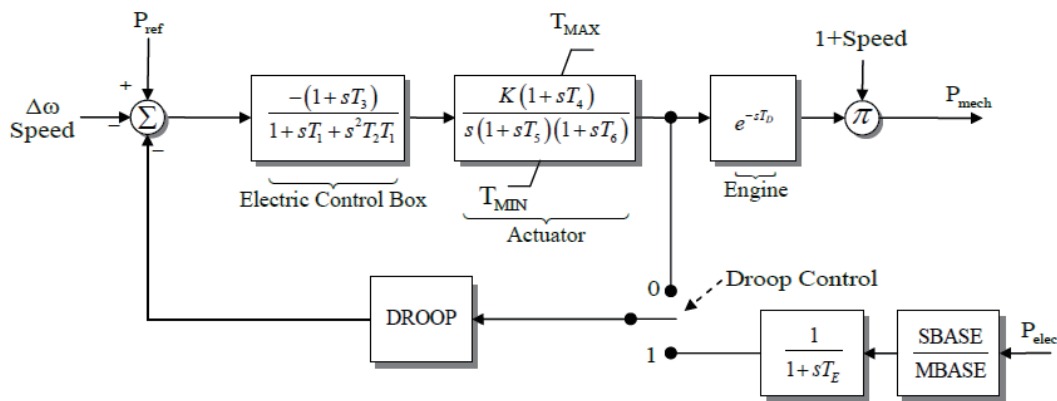 P_ref
T_MAX
1+Speed
+
Δω
Speed
−
Σ
−
−(1+sT_3)
1+sT_1+s^2T_2T_1
K(1+sT_4)
s(1+sT_5)(1+sT_6)
e^{-sT_D}
π
P_mech
Electric Control Box
T_MIN
Actuator
Engine
0
Droop Control
DROOP
1
1
1+sT_E
SBASE
MBASE
P_elec